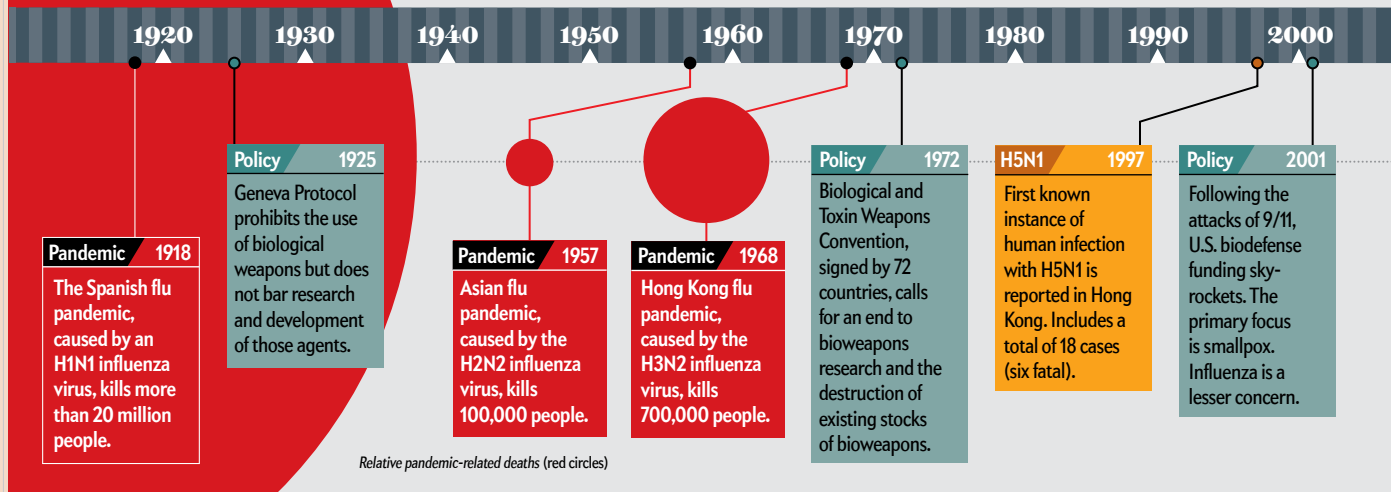 1920 1930 1940 1950 1960 1970 1980 1990 2000
Pandemic 1918
The Spanish flu
pandemic,
caused by an
H1N1 influenza
virus, kills more
than 20 million
people.
Policy 1925
Geneva Protocol
prohibits the use
of biological
weapons but does
not bar research
and development
of those agents.
Pandemic 1957
Asian flu
pandemic,
caused by the
H2N2 influenza
virus, kills
100,000 people.
Pandemic 1968
Hong Kong flu
pandemic,
caused by the
H3N2 influenza
virus, kills
700,000 people.
Policy 1972
Biological and
Toxin Weapons
Convention,
signed by 72
countries, calls
for an end to
bioweapons
research and the
destruction of
existing stocks
of bioweapons.
H5N1 1997
First known
instance of
human infection
with H5N1 is
reported in Hong
Kong. Includes a
total of 18 cases
(six fatal).
Policy 2001
Following the
attacks of 9/11,
U.S. biodefense
funding sky-
rockets. The
primary focus
is smallpox.
Influenza is a
lesser concern.
Relative pandemic-related deaths (red circles)